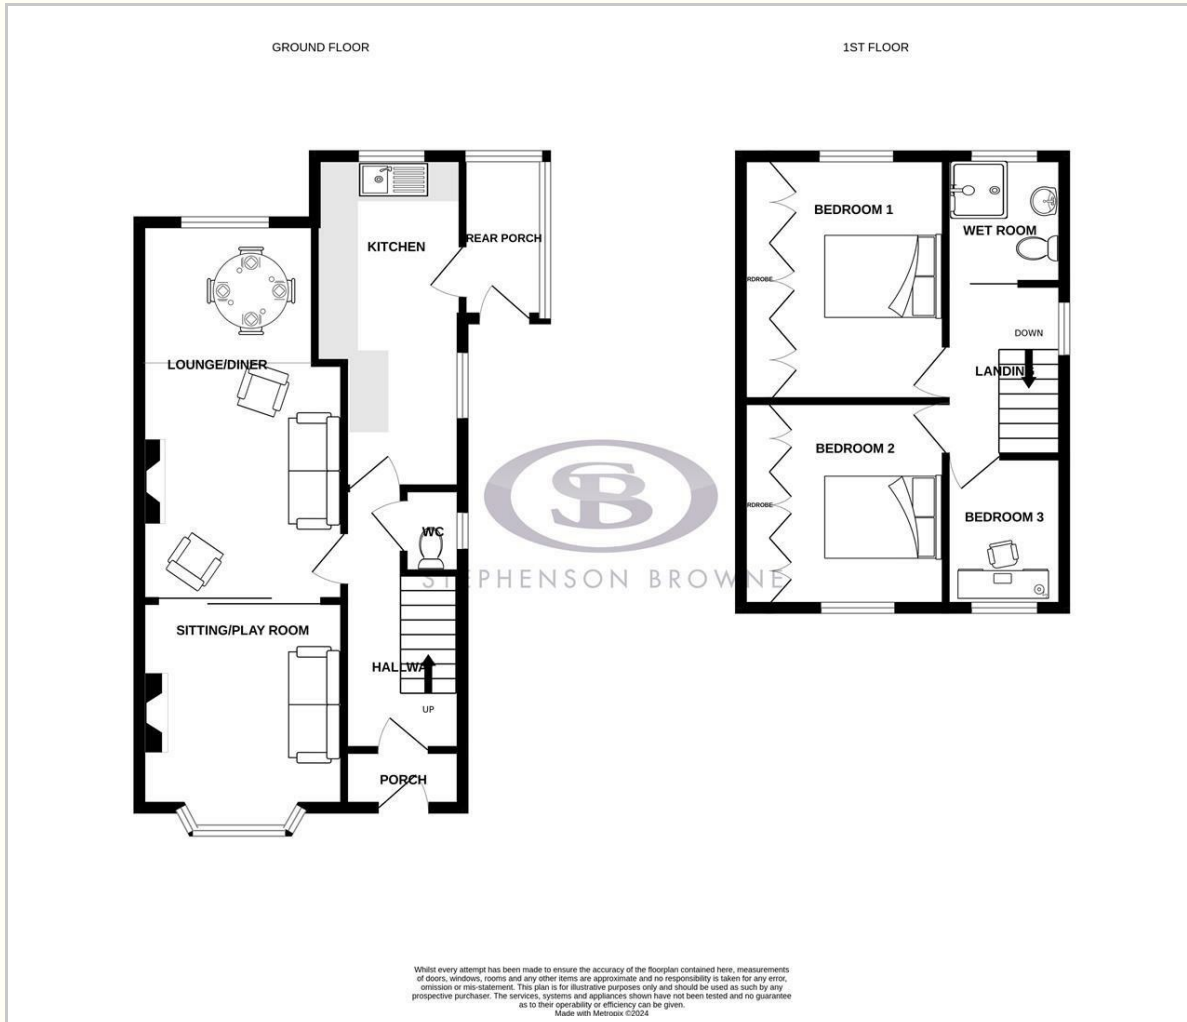 GROUND FLOOR
1ST FLOOR
KITCHEN
REAR PORCH
LOUNGE/DINER
WC
SITTING/PLAY ROOM
HALLWA
UP
PORCH
BEDROOM 1
WET ROOM
RDROBE
DOWN
LANDIN
BEDROOM 2
RDROBE
BEDROOM 3
SB
STEPHENSON BROWNE
Whilst every attempt has been made to ensure the accuracy of the floorplan contained here, measurements
of doors, windows, rooms and any other items are approximate and no responsibility is taken for any error,
omission or mis-statement. This plan is for illustrative purposes only and should be used as such by any
prospective purchaser. The services, systems and appliances shown have not been tested and no guarantee
as to their operability or efficiency can be given.
Made with Metropix ©2024